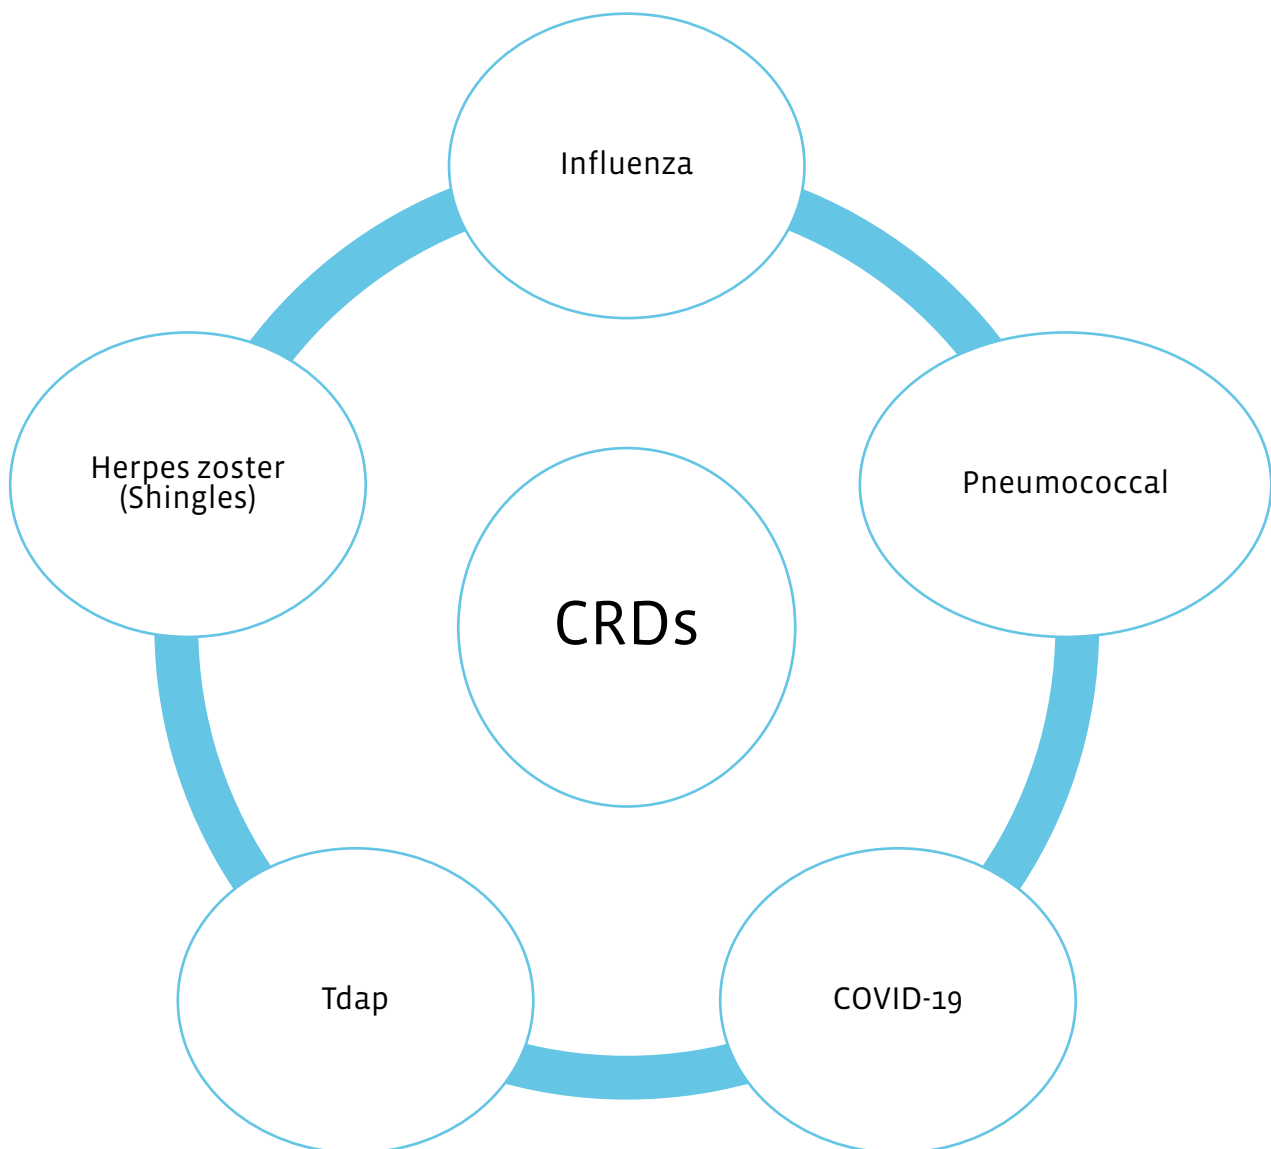 Influenza
Herpes zoster
(Shingles)
Pneumococcal
CRDs
Tdap
COVID-19